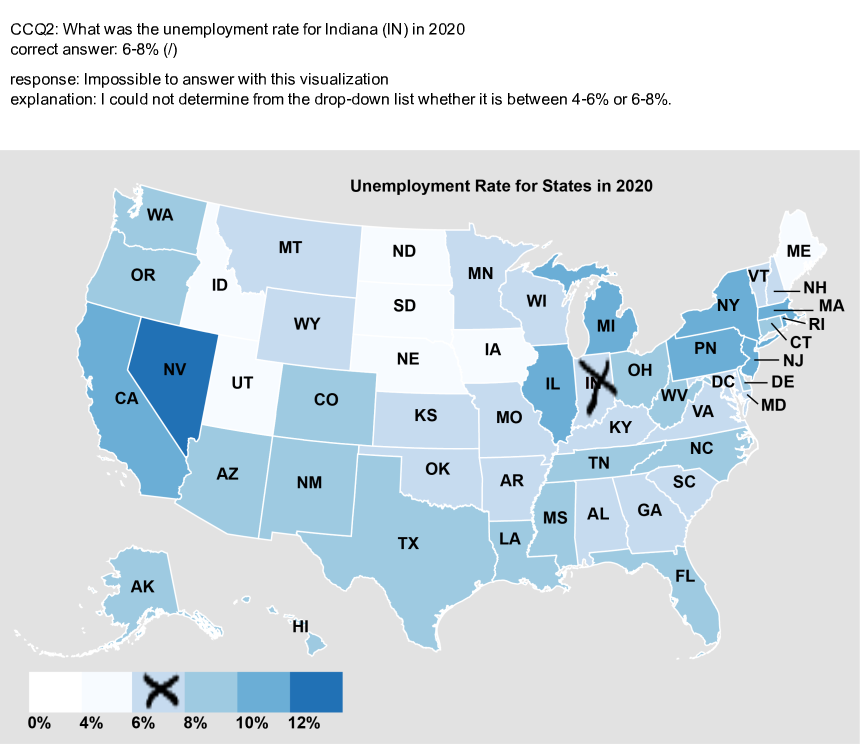 CCQ2: What was the unemployment rate for Indiana (IN) in 2020
correct answer: 6-8% (/)
response: Impossible to answer with this visualization
explanation: I could not determine from the drop-down list whether it is between 4-6% or 6-8%.
Unemployment Rate for States in 2020
WA
MT
ND
MN
ME
VT
OR
ID
NH
SD
WI
NY
MA
WY
MI
RI
CT
IA
PN
NE
NJ
NV
UT
IL
IN
OH
DC
DE
CA
CO
WV
MD
KS
MO
VA
KY
NC
TN
OK
AZ
NM
AR
SC
MS
AL
GA
TX
LA
FL
AK
HI
0% 4% 6% 8% 10% 12%